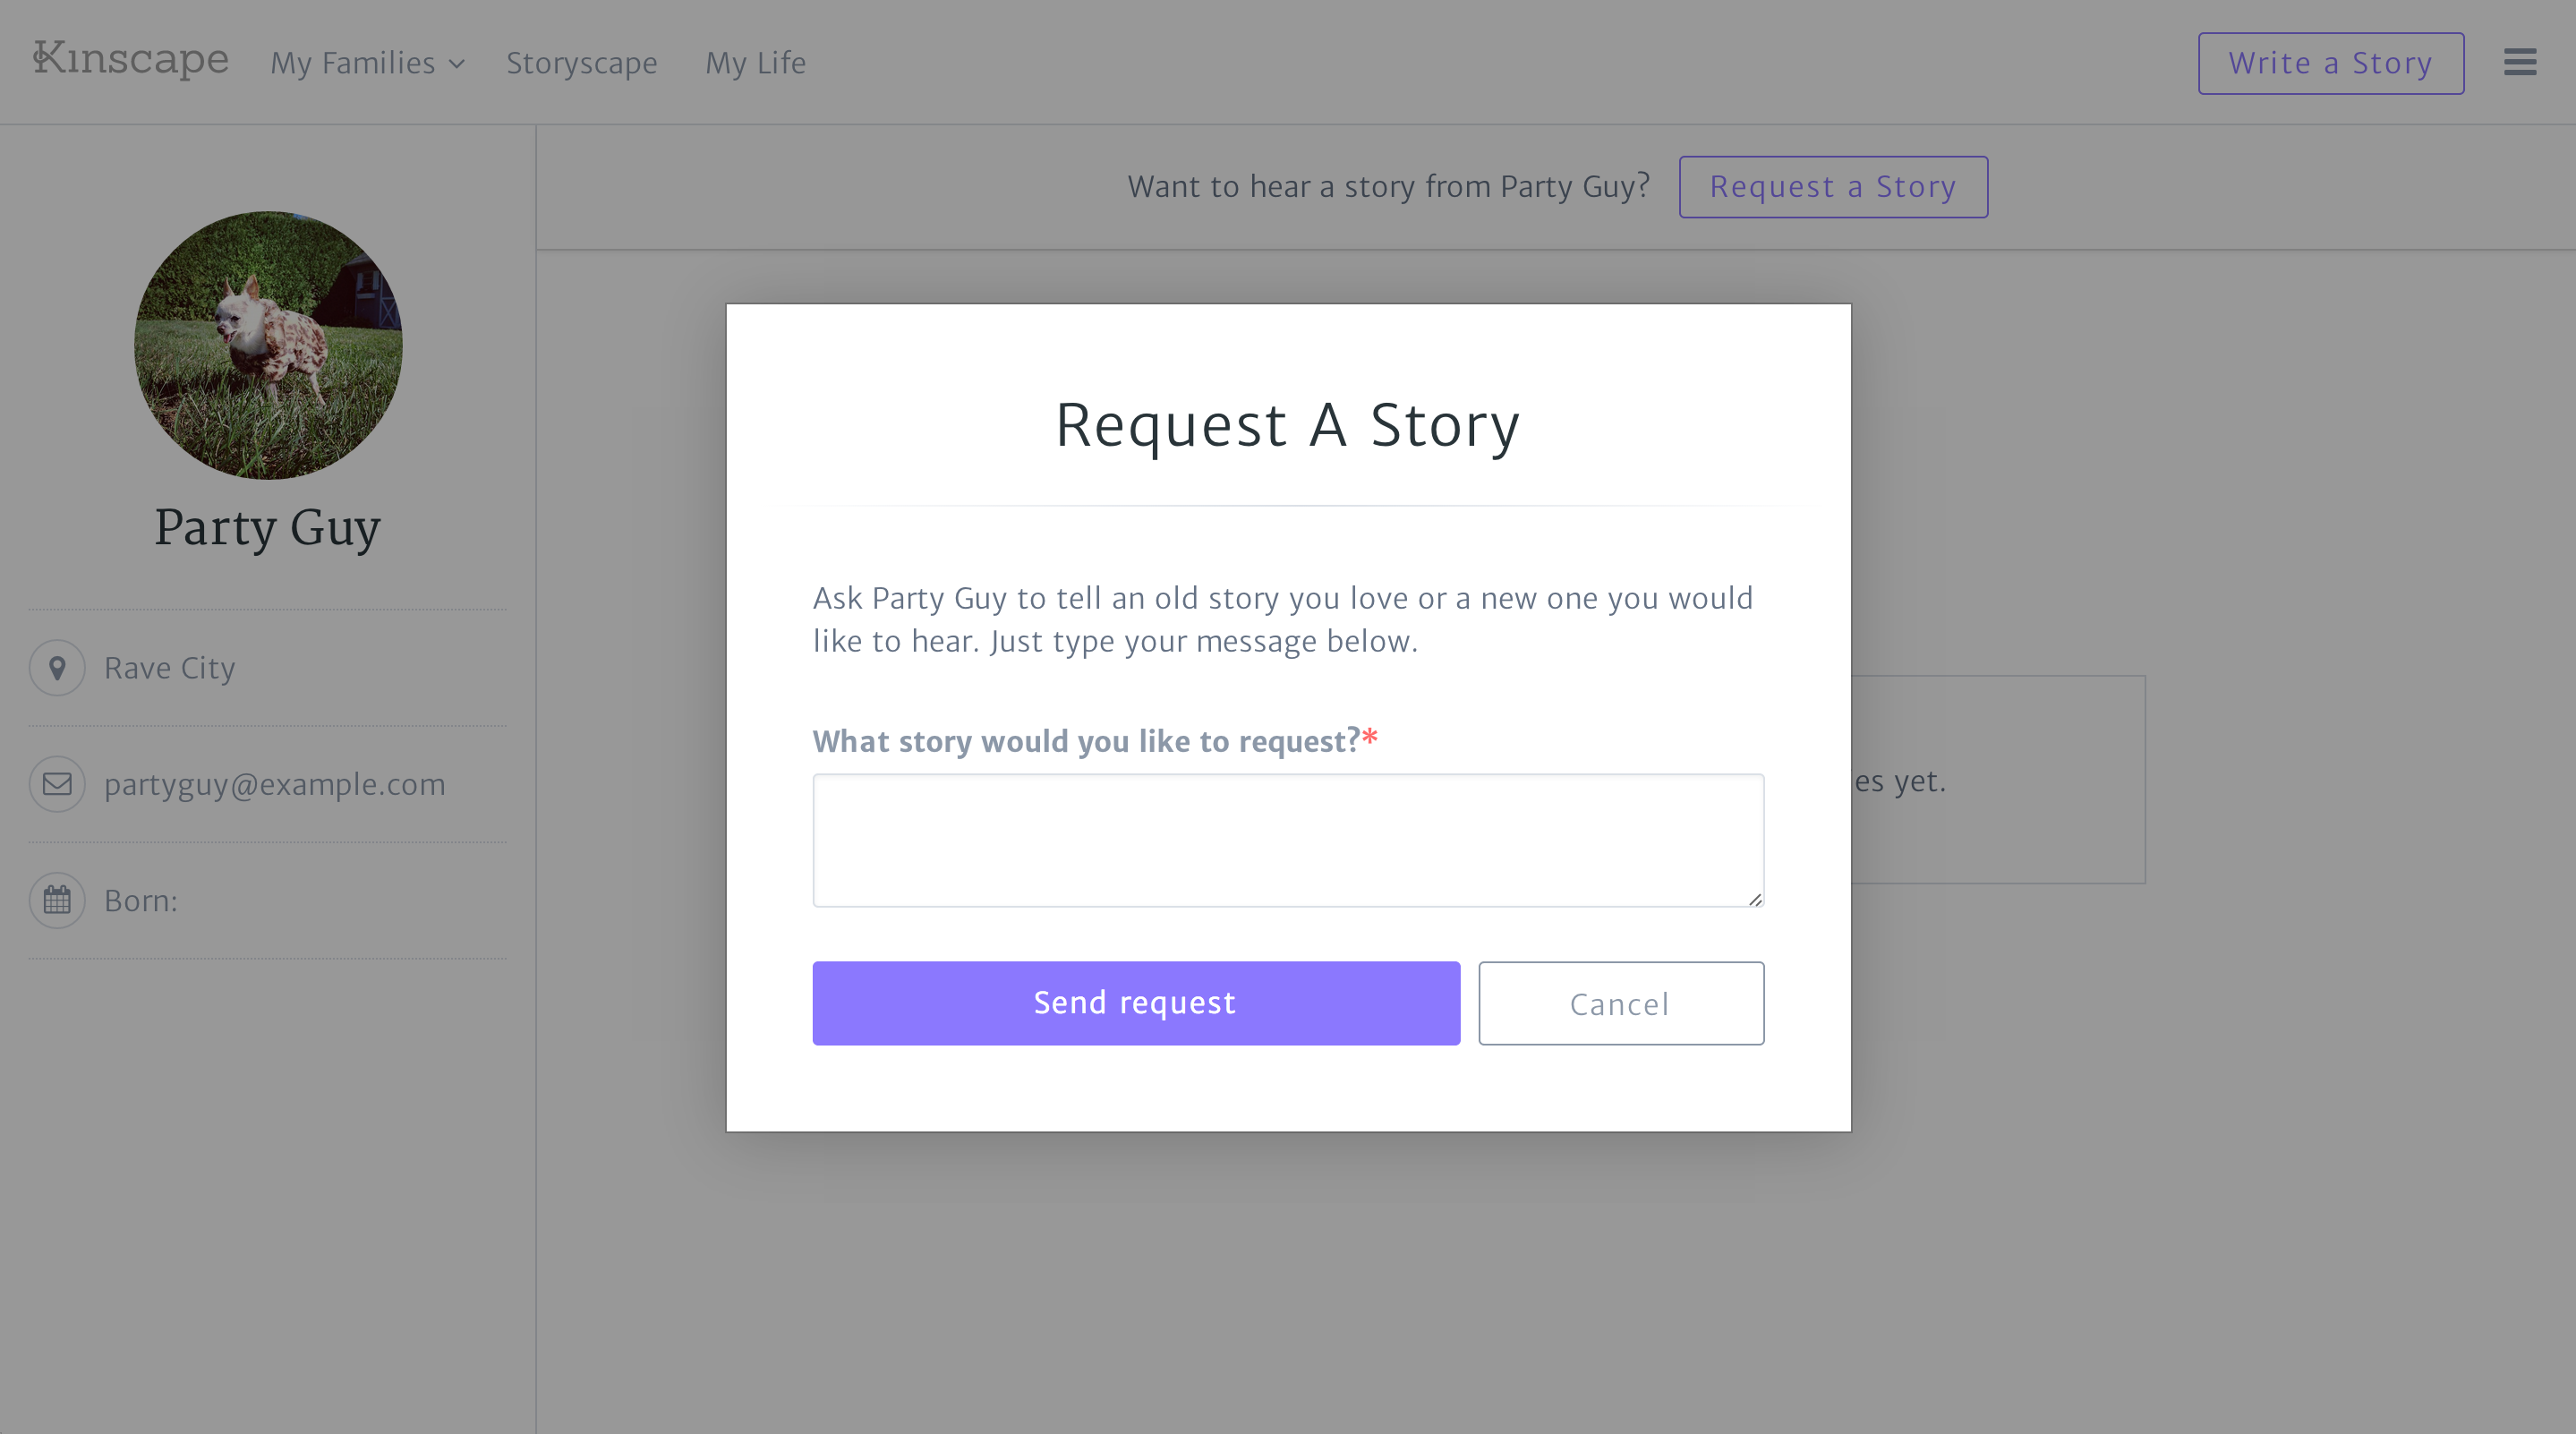 Kinscape
My Families
Storyscape
My Life
Write a Story
Want to hear a story from Party Guy?
Request a Story
Party Guy
Rave City
partyguy@example.com
Born:
Request A Story
Ask Party Guy to tell an old story you love or a new one you would
like to hear. Just type your message below.
What story would you like to request?*
es yet.
Send request
Cancel